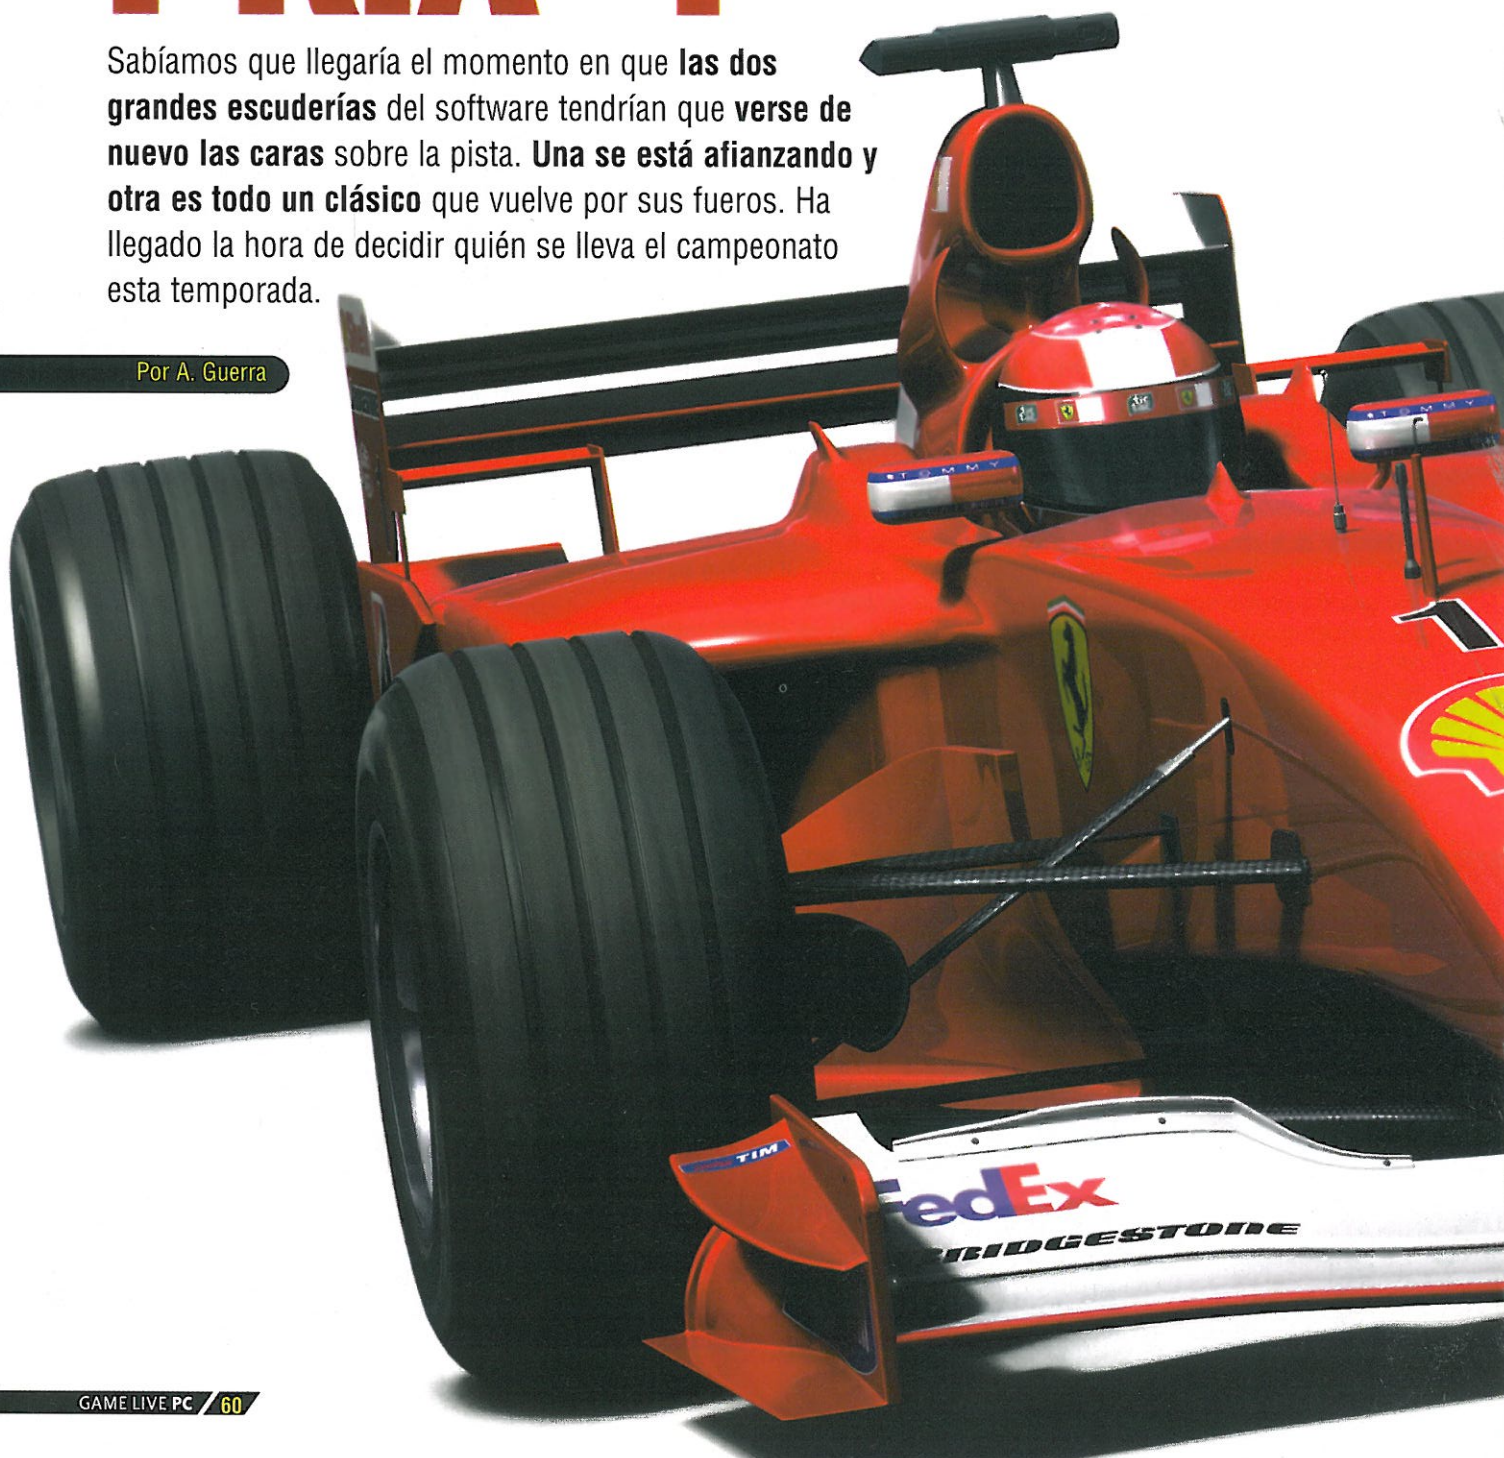 Sabíamos que llegaría el momento en que las dos
grandes escuderías del software tendrían que verse de
nuevo las caras sobre la pista. Una se está afianzando y
otra es todo un clásico que vuelve por sus fueros. Ha
llegado la hora de decidir quién se lleva el campeonato
esta temporada.
Por A. Guerra
TOMMY
TOMMY
1
TIM
FedEx
BRIDGESTONE
GAME LIVE PC / 60